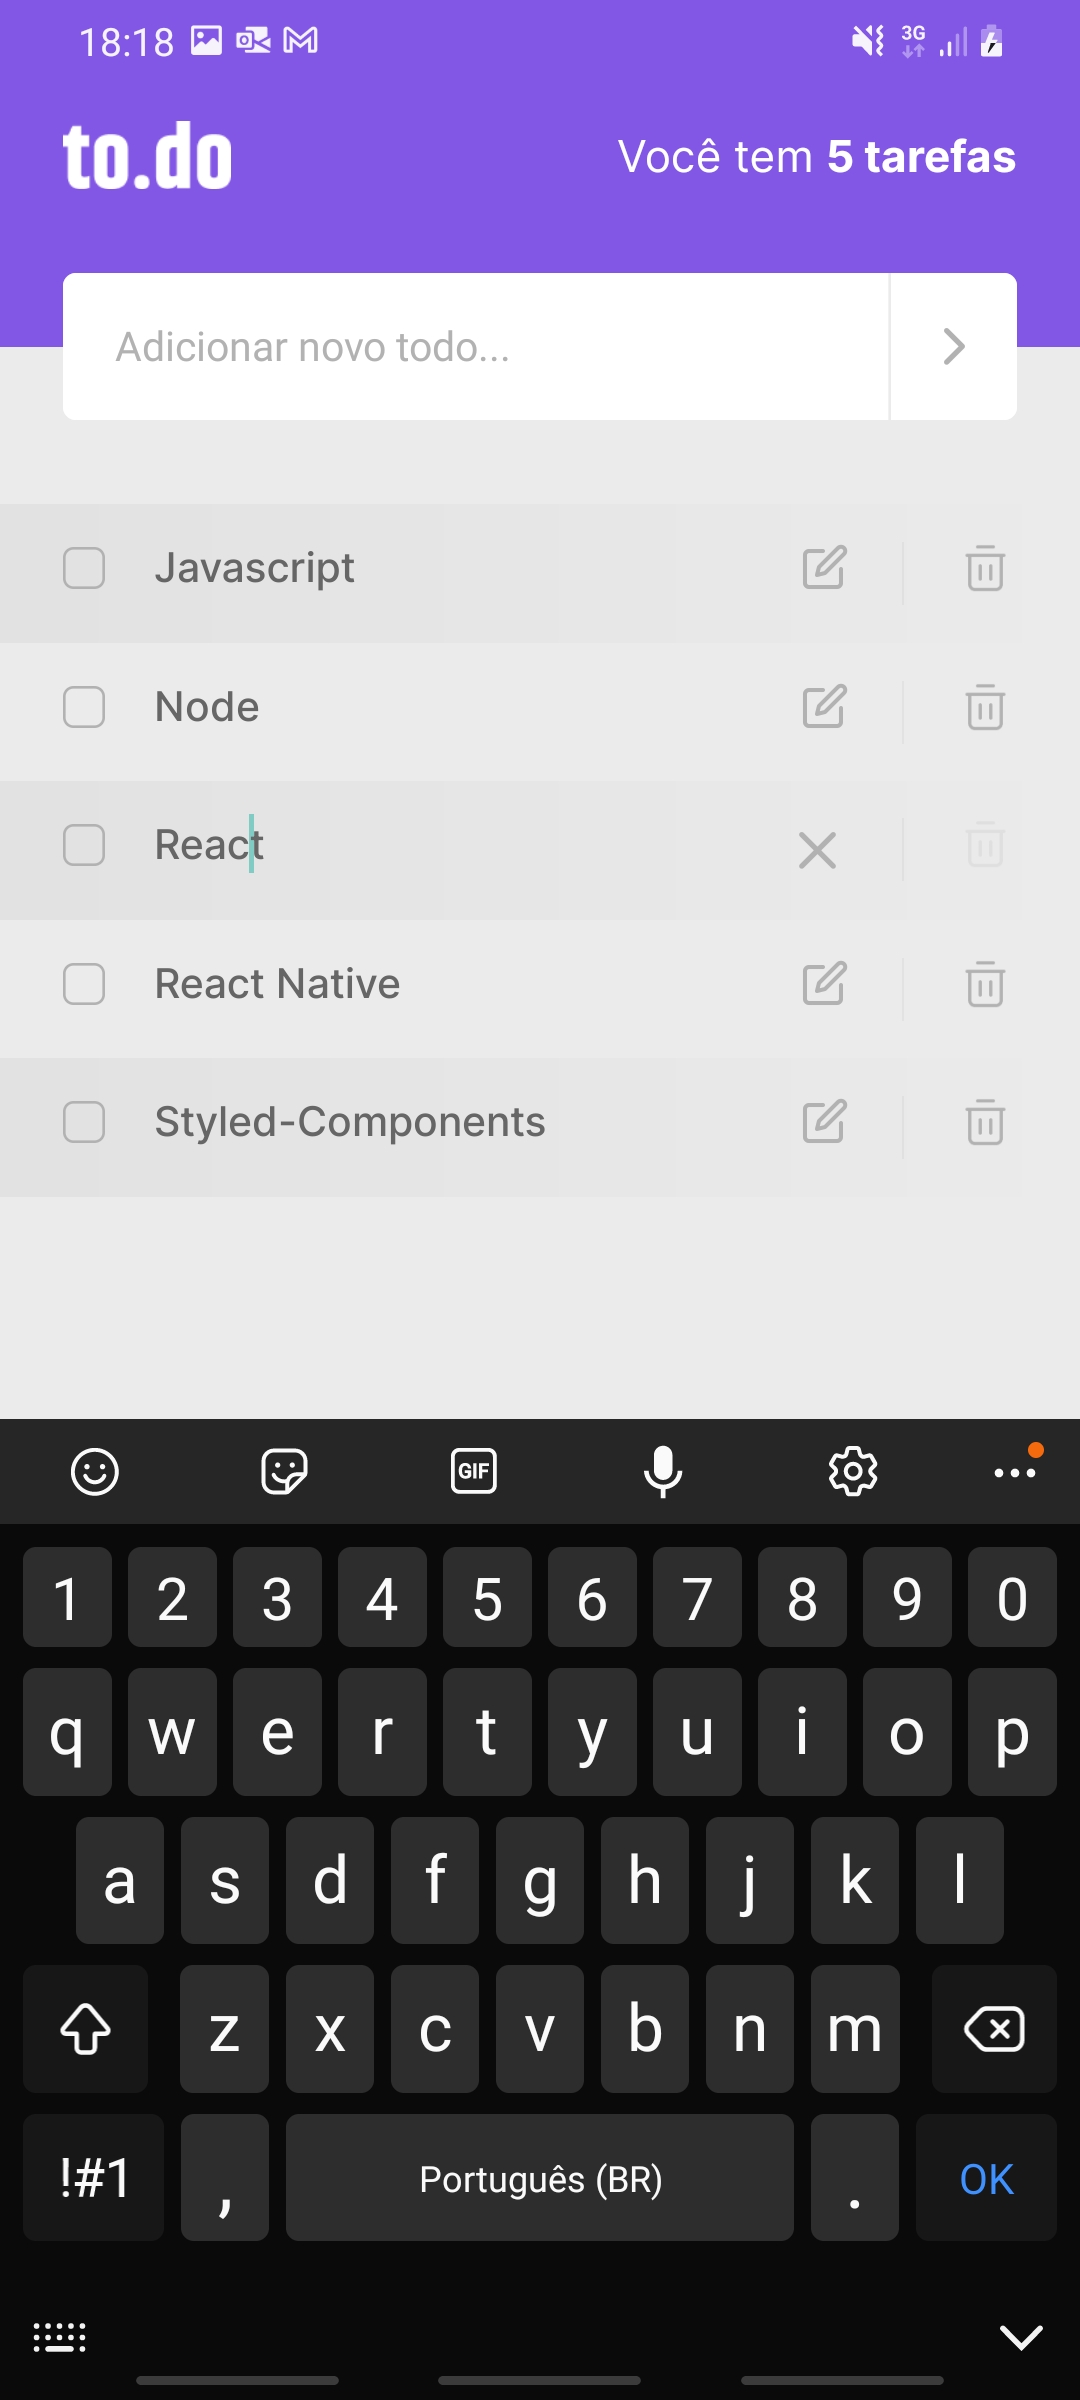 18:18
3G
to.do
Você tem 5 tarefas
Adicionar novo todo...
Javascript
Node
React
React Native
Styled-Components
GIF
1 2 3 4 5 6 7 8 9 0
q w e r t y u i o p
a s d f g h j k l
z x c v b n m
!#1 , Português (BR) . OK